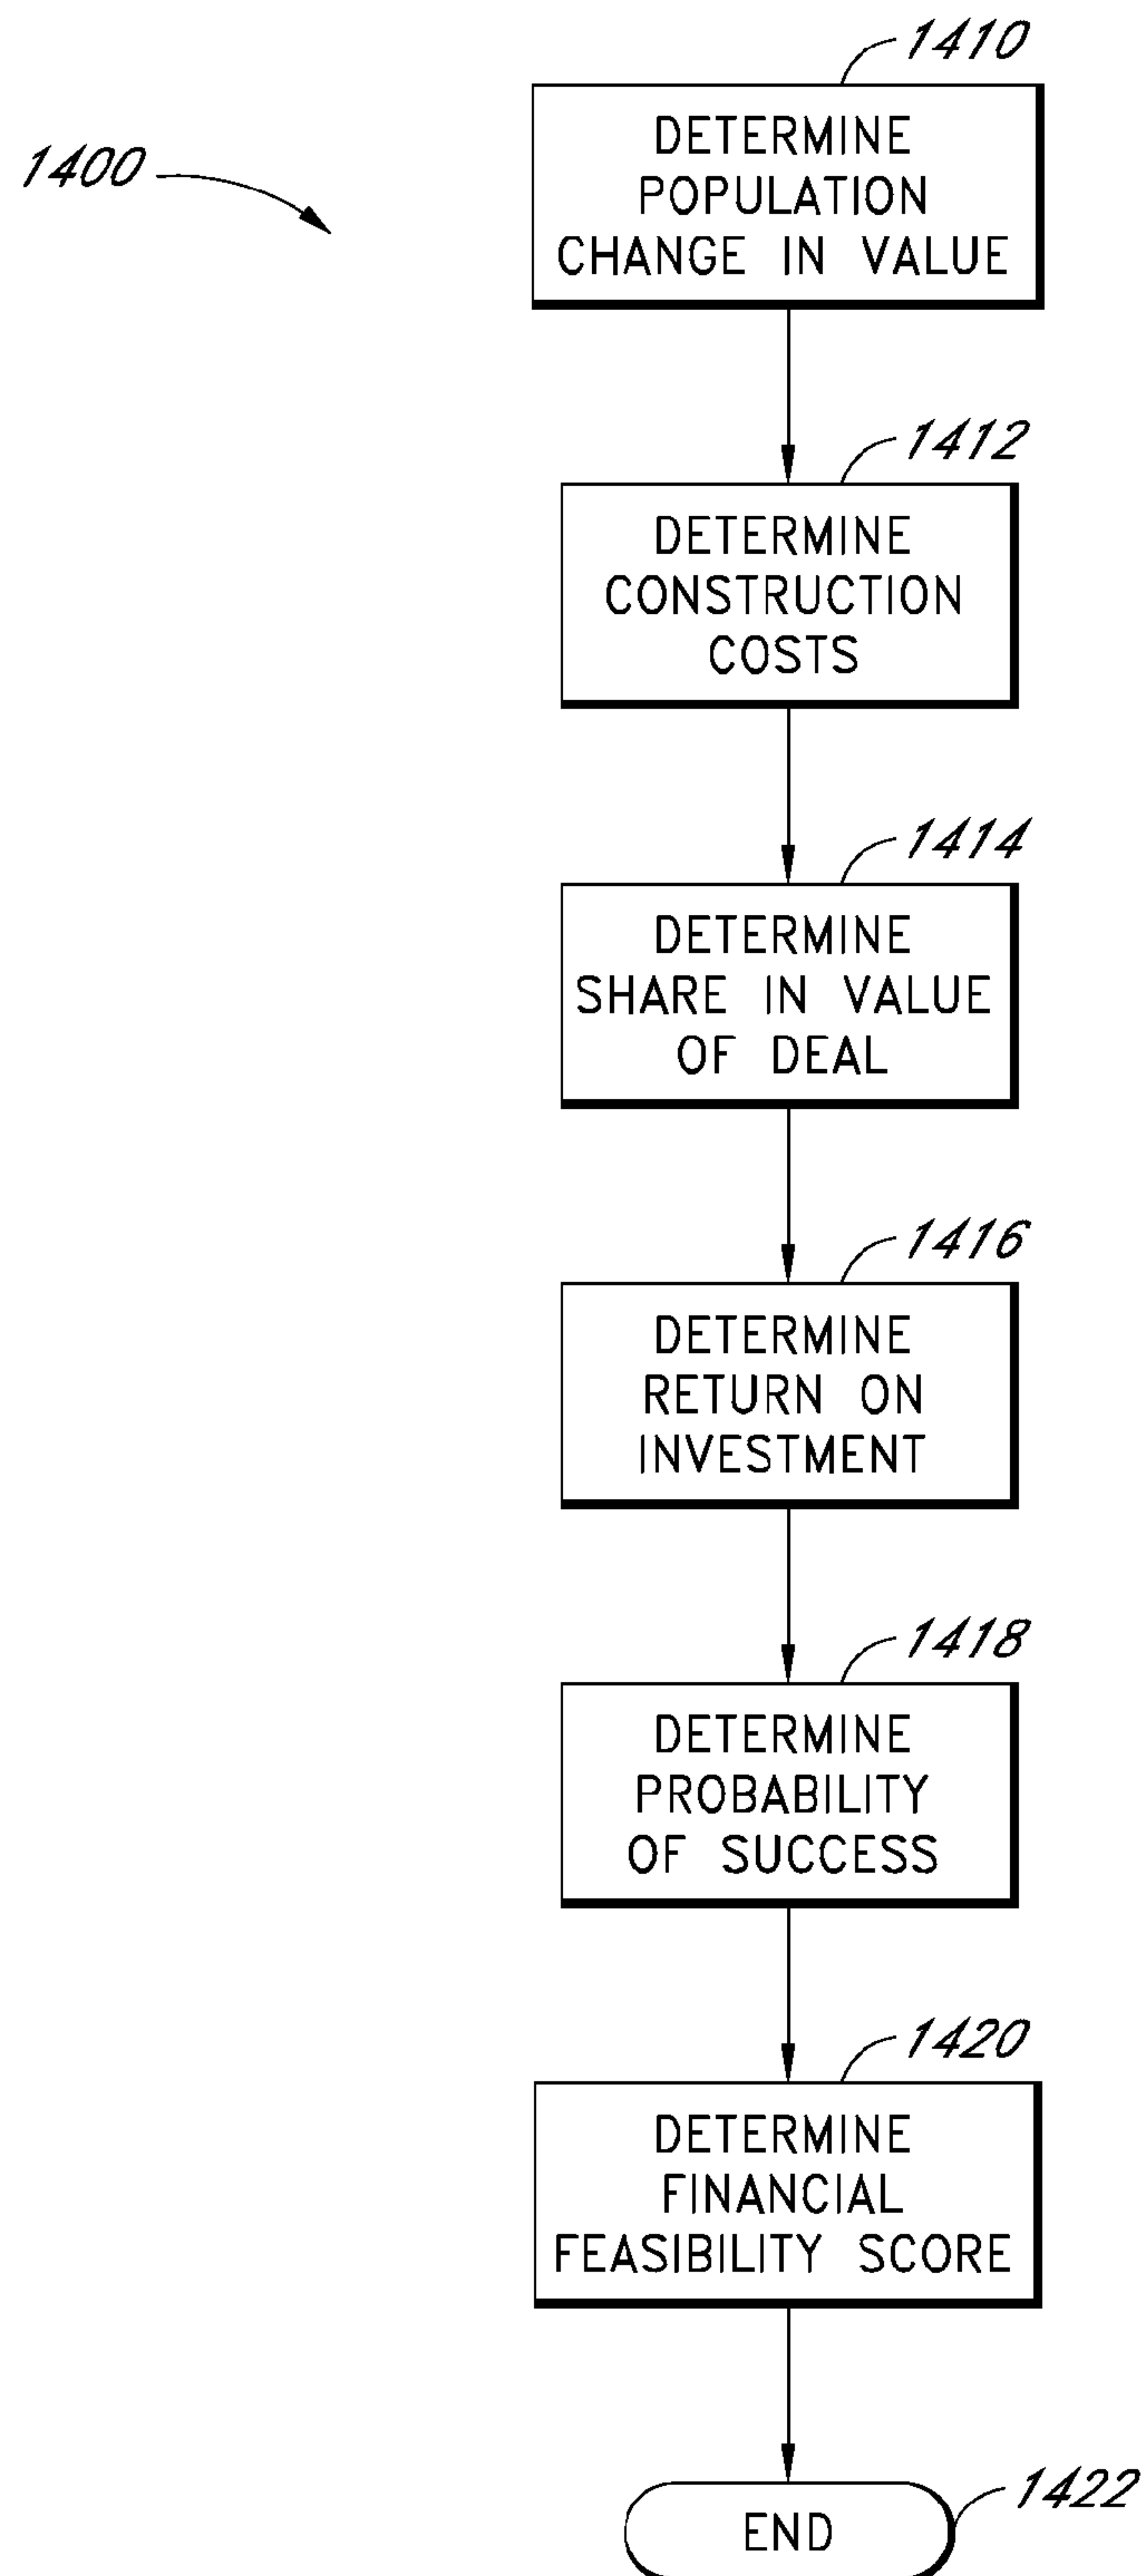 1400
1410
DETERMINE
POPULATION
CHANGE IN VALUE
1412
DETERMINE
CONSTRUCTION
COSTS
1414
DETERMINE
SHARE IN VALUE
OF DEAL
1416
DETERMINE
RETURN ON
INVESTMENT
1418
DETERMINE
PROBABILITY
OF SUCCESS
1420
DETERMINE
FINANCIAL
FEASIBILITY SCORE
1422
END